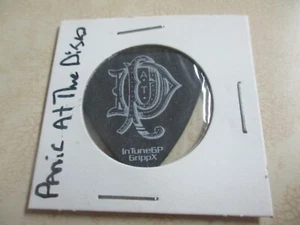 Panic At The Disco
P.A.T.D
InTuneGP
GrippX